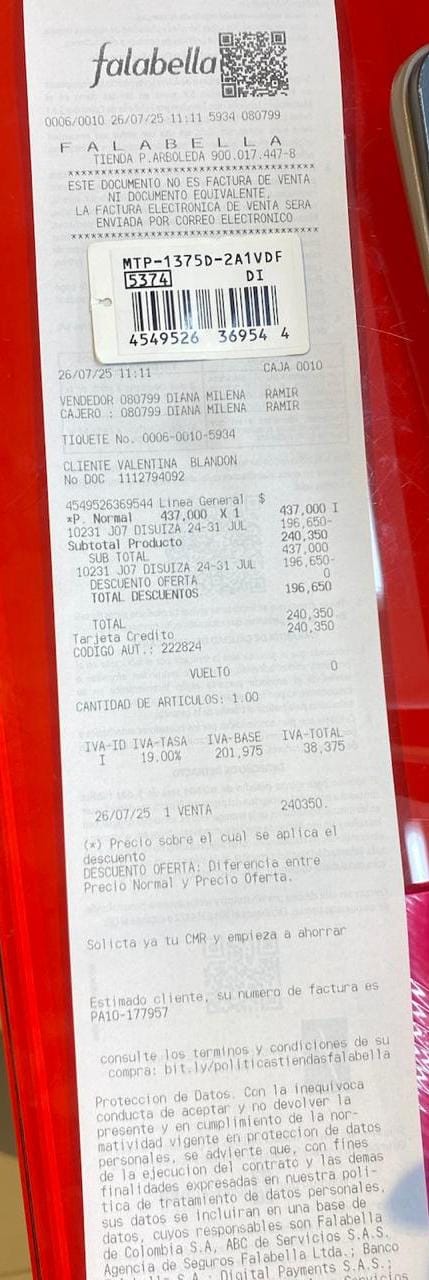 falabella
0006/0010 26/07/25 11:11 5934 080799
F A L A B E L L A
TIENDA P.ARBOLEDA 900.017.447-8
ESTE DOCUMENTO NO ES FACTURA DE VENTA
NI DOCUMENTO EQUIVALENTE,
LA FACTURA ELECTRONICA DE VENTA SERA
ENVIADA POR CORREO ELECTRONICO
MTP-1375D-2A1VDF
5374 DI
4549526 36954 4
26/07/25 11:11 CAJA 0010
VENDEDOR 080799 DIANA MILENA RAMIR
CAJERO : 080799 DIANA MILENA RAMIR
TIQUETE No. 0006-0010-5934
CLIENTE VALENTINA BLANDON
No DOC 1112794092
4549526369544 Linea General $
*P. Normal 437,000 X 1 437,000 I
10231 J07 DISUIZA 24-31 JUL 196,650-
Subtotal Producto 240,350
SUB TOTAL 437,000
10231 J07 DISUIZA 24-31 JUL 196,650-
DESCUENTO OFERTA 0
TOTAL DESCUENTOS 196,650
TOTAL 240,350
Tarjeta Credito 240,350
CODIGO AUT.: 222824
VUELTO 0
CANTIDAD DE ARTICULOS: 1.00
IVA-ID IVA-TASA IVA-BASE IVA-TOTAL
I 19.00% 201,975 38,375
26/07/25 1 VENTA 240350.
(*) Precio sobre el cual se aplica el
descuento
DESCUENTO OFERTA: Diferencia entre
Precio Normal y Precio Oferta.
Solicta ya tu CMR y empieza a ahorrar
Estimado cliente, su numero de factura es
PA10-177957
consulte los terminos y condiciones de su
compra: bit.ly/politicastiendasfalabella
Proteccion de Datos. Con la inequivoca
conducta de aceptar y no devolver la
presente y en cumplimiento de la nor-
matividad vigente en proteccion de datos
personales, se advierte que, con fines
de la ejecucion del contrato y las demas
finalidades expresadas en nuestra poli-
tica de tratamiento de datos personales,
sus datos se incluiran en una base de
datos, cuyos responsables son Falabella
de Colombia S.A, ABC de Servicios S.A.S.
Agencia de Seguros Falabella Ltda.; Banco
S.A.; Digital Payments S.A.S.;